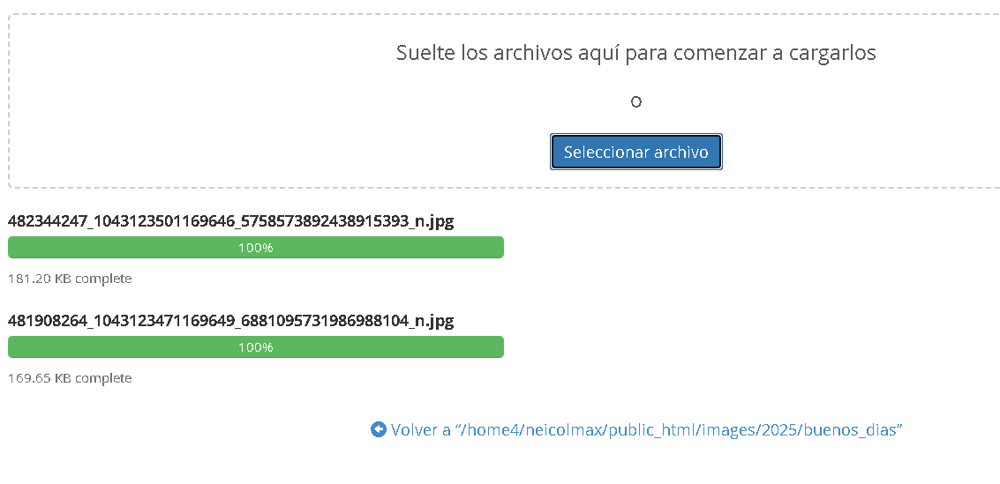 Suelte los archivos aquí para comenzar a cargarlos
o
Seleccionar archivo
482344247_1043123501169646_5758573892438915393_n.jpg
100%
181.20 KB complete
481908264_1043123471169649_6881095731986988104_n.jpg
100%
169.65 KB complete
Volver a “/home4/neicolmax/public_html/images/2025/buenos_dias”